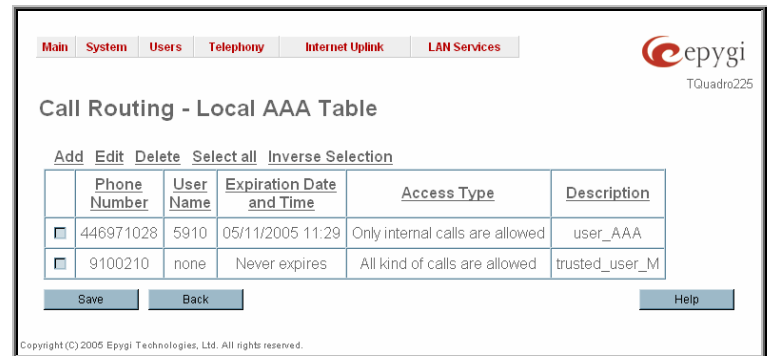 Main System Users Telephony Internet Uplink LAN Services
epygi
TQuadro225
Call Routing - Local AAA Table
Add Edit Delete Select all Inverse Selection
Phone Number User Name Expiration Date and Time Access Type Description
446971028 5910 05/11/2005 11:29 Only internal calls are allowed user_AAA
9100210 none Never expires All kind of calls are allowed trusted_user_M
Save Back Help
Copyright (C) 2005 Epygi Technologies, Ltd. All rights reserved.